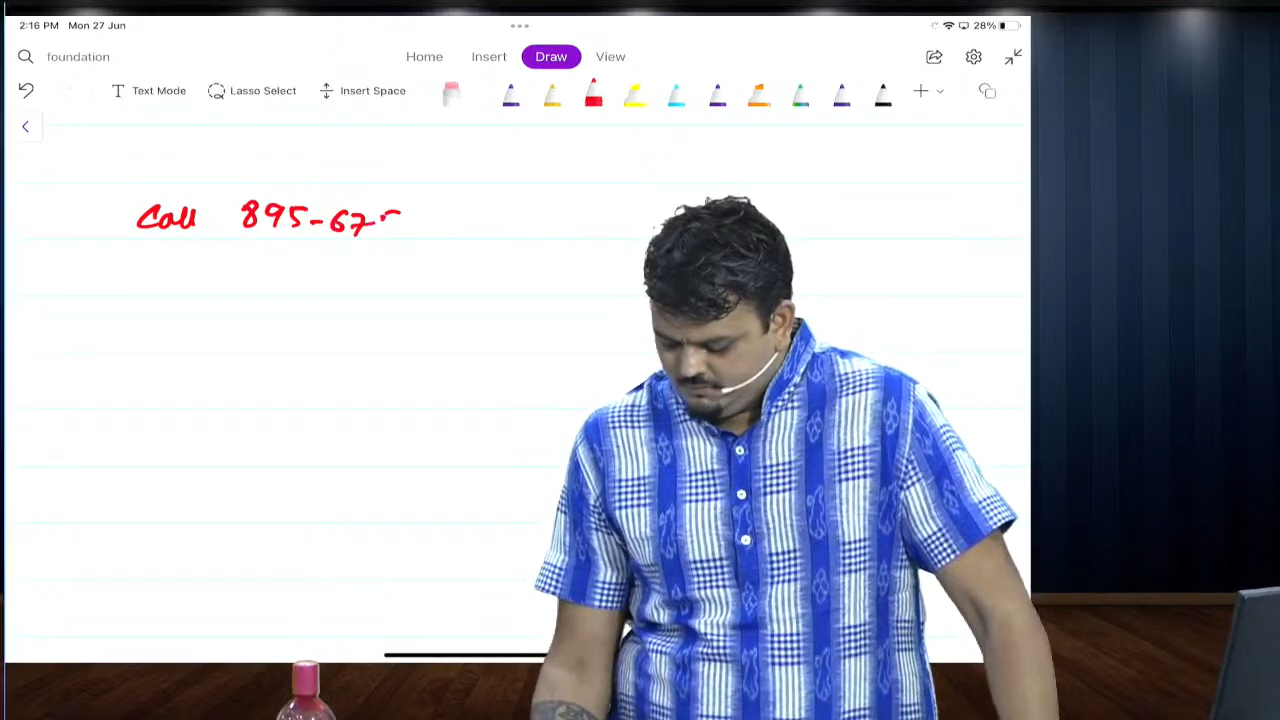 2:16 PM Mon 27 Jun
28%
foundation
Home Insert Draw View
Text Mode Lasso Select Insert Space
Call 895-67